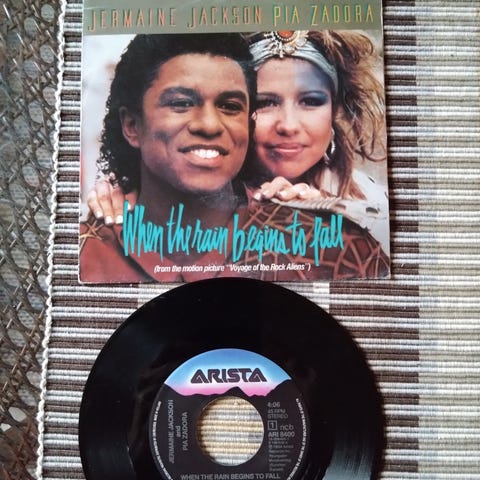 JERMAINE JACKSON PIA ZADORA
When the rain begins to fall
(from the motion picture "Voyage of the Rock Aliens")
ARISTA
4:06
45 RPM
STEREO
1 ncb
ARI 8400
JERMAINE JACKSON
and
PIA ZADORA
WHEN THE RAIN BEGINS TO FALL